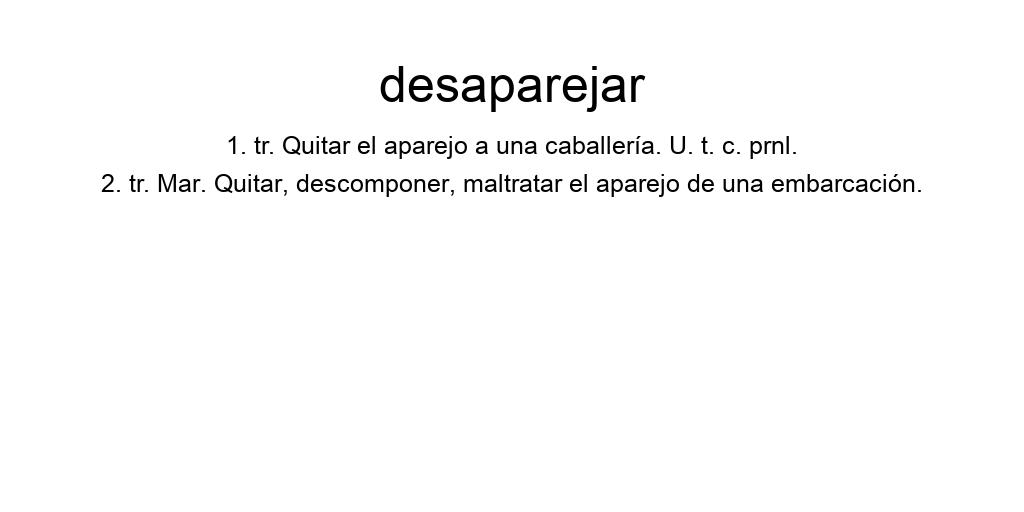 desaparejar
1. tr. Quitar el aparejo a una caballería. U. t. c. prnl.
2. tr. Mar. Quitar, descomponer, maltratar el aparejo de una embarcación.